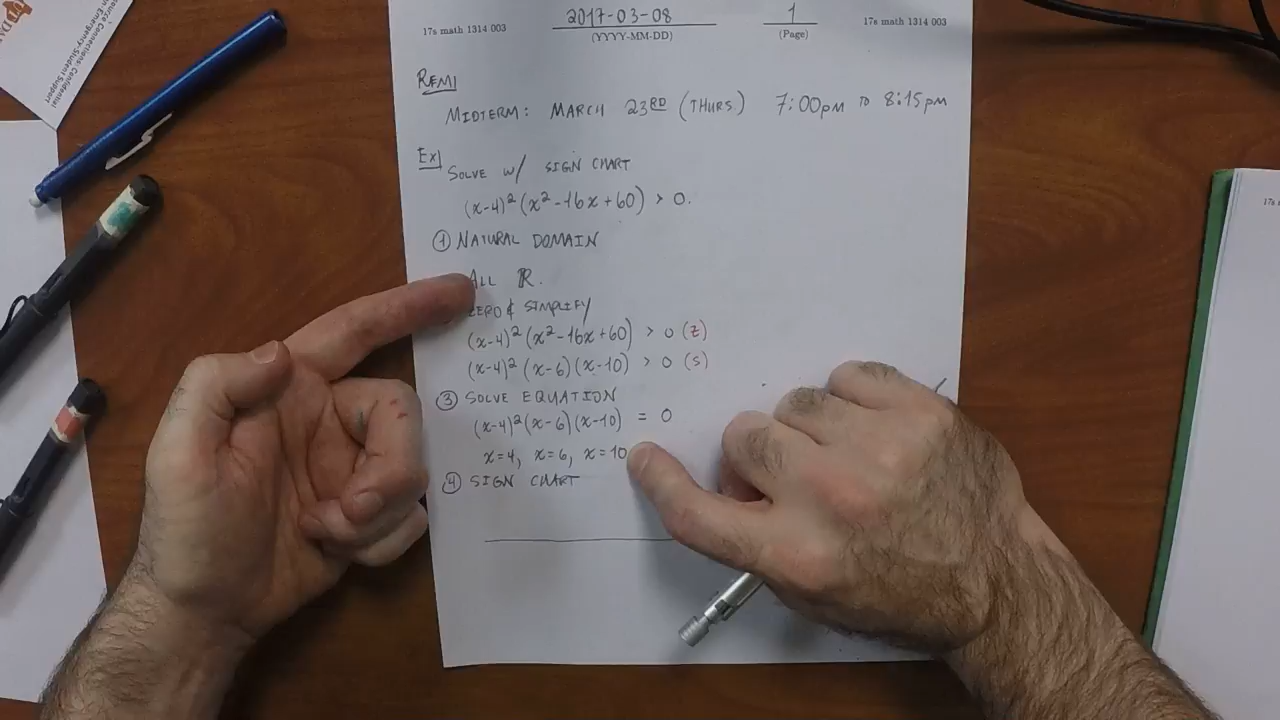 17s math 1314 003
2017-03-08
(YYYY-MM-DD)
1
(Page)
17s math 1314 003
REM
MIDTERM: MARCH 23RD (THURS) 7:00pm TO 8:15pm
Ex
SOLVE W/ SIGN CHART
(x-4)²(x²-16x+60) > 0.
① NATURAL DOMAIN
ALL ℝ.
ZERO & SIMPLIFY
(x-4)²(x²-16x+60) > 0 (z)
(x-4)²(x-6)(x-10) > 0 (s)
③ SOLVE EQUATION
(x-4)²(x-6)(x-10) = 0
x=4, x=6, x=10
④ SIGN CHART
Student Support
17s